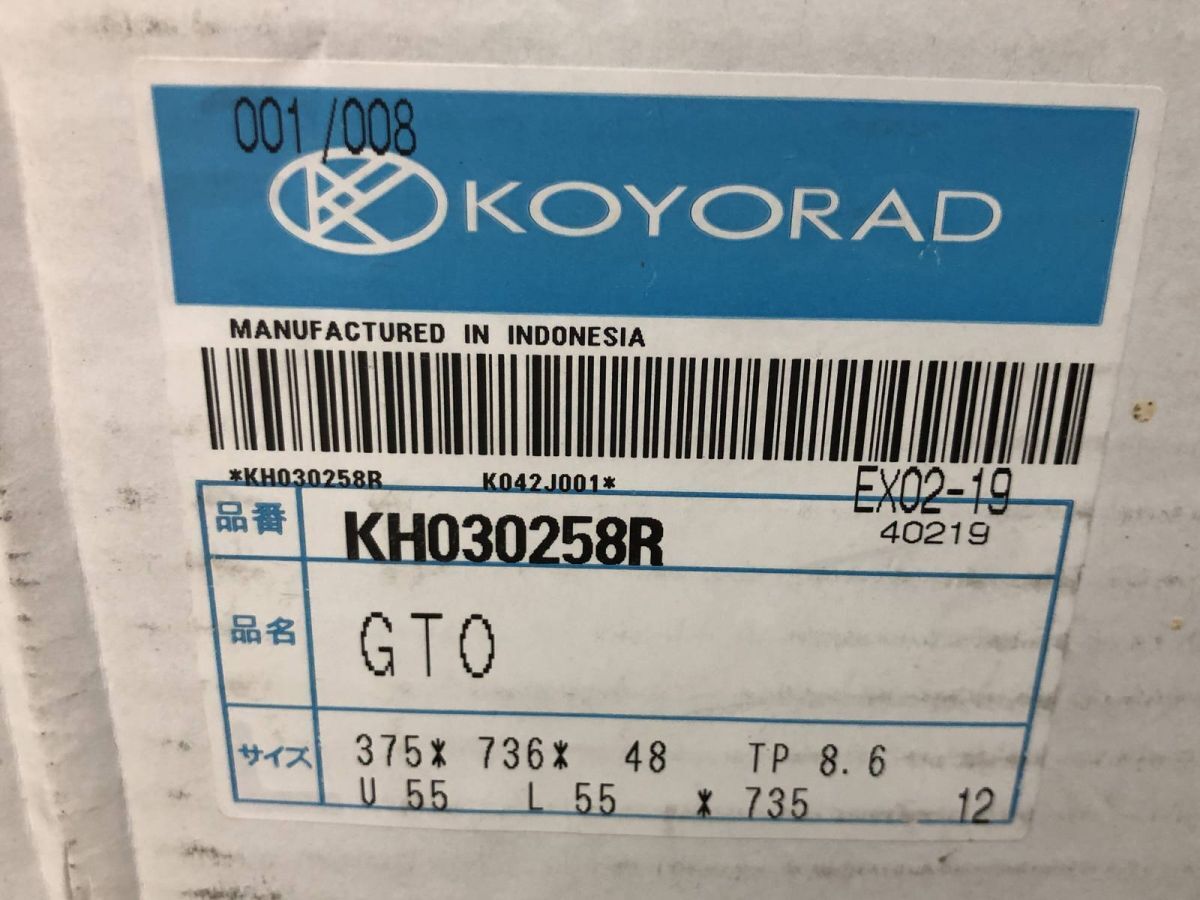 001/008
KOYORAD
MANUFACTURED IN INDONESIA
*KH030258R K042J001*
EX02-19
品番 KH030258R 40219
品名 GTO
サイズ 375* 736* 48 TP 8.6
U 55 L 55 * 735 12